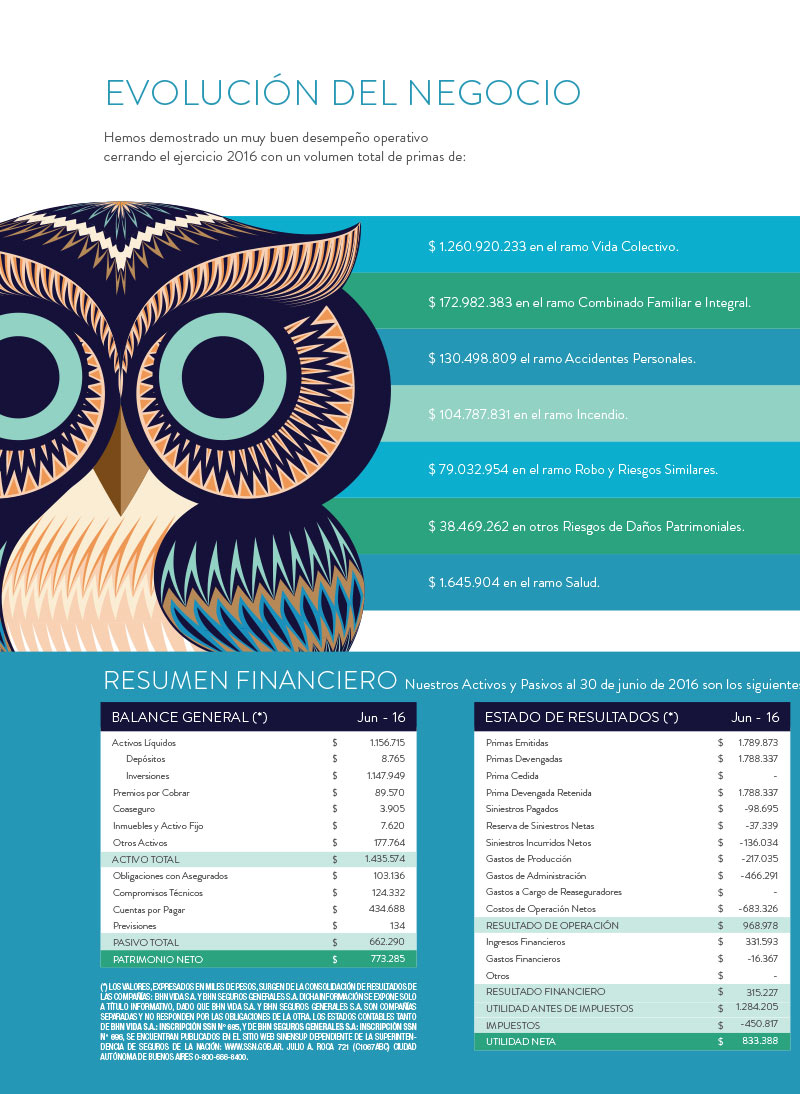 EVOLUCIÓN DEL NEGOCIO
Hemos demostrado un muy buen desempeño operativo
cerrando el ejercicio 2016 con un volumen total de primas de:
$ 1.260.920.233 en el ramo Vida Colectivo.
$ 172.982.383 en el ramo Combinado Familiar e Integral.
$ 130.498.809 el ramo Accidentes Personales.
$ 104.787.831 en el ramo Incendio.
$ 79.032.954 en el ramo Robo y Riesgos Similares.
$ 38.469.262 en otros Riesgos de Daños Patrimoniales.
$ 1.645.904 en el ramo Salud.
RESUMEN FINANCIERO Nuestros Activos y Pasivos al 30 de junio de 2016 son los siguientes
BALANCE GENERAL (*) Jun - 16
Activos Líquidos $ 1.156.715
Depósitos $ 8.765
Inversiones $ 1.147.949
Premios por Cobrar $ 89.570
Coaseguro $ 3.905
Inmuebles y Activo Fijo $ 7.620
Otros Activos $ 177.764
ACTIVO TOTAL $ 1.435.574
Obligaciones con Asegurados $ 103.136
Compromisos Técnicos $ 124.332
Cuentas por Pagar $ 434.688
Previsiones $ 134
PASIVO TOTAL $ 662.290
PATRIMONIO NETO $ 773.285
(*) LOS VALORES, EXPRESADOS EN MILES DE PESOS, SURGEN DE LA CONSOLIDACIÓN DE RESULTADOS DE
LAS COMPAÑÍAS: BHN VIDA S.A. Y BHN SEGUROS GENERALES S.A. DICHA INFORMACIÓN SE EXPONE SOLO
A TÍTULO INFORMATIVO, DADO QUE BHN VIDA S.A. Y BHN SEGUROS GENERALES S.A. SON COMPAÑÍAS
SEPARADAS Y NO RESPONDEN POR LAS OBLIGACIONES DE LA OTRA. LOS ESTADOS CONTABLES TANTO
DE BHN VIDA S.A.: INSCRIPCIÓN SSN N° 695, Y DE BHN SEGUROS GENERALES S.A: INSCRIPCIÓN SSN
N° 696, SE ENCUENTRAN PUBLICADOS EN EL SITIO WEB SINENSUP DEPENDIENTE DE LA SUPERINTEN-
DENCIA DE SEGUROS DE LA NACIÓN: WWW.SSN.GOB.AR. JULIO A. ROCA 721 (C1067ABC) CIUDAD
AUTÓNOMA DE BUENOS AIRES 0-800-666-8400.
ESTADO DE RESULTADOS (*) Jun - 16
Primas Emitidas $ 1.789.873
Primas Devengadas $ 1.788.337
Prima Cedida $ -
Prima Devengada Retenida $ 1.788.337
Siniestros Pagados $ -98.695
Reserva de Siniestros Netas $ -37.339
Siniestros Incurridos Netos $ -136.034
Gastos de Producción $ -217.035
Gastos de Administración $ -466.291
Gastos a Cargo de Reaseguradores $ -
Costos de Operación Netos $ -683.326
RESULTADO DE OPERACIÓN $ 968.978
Ingresos Financieros $ 331.593
Gastos Financieros $ -16.367
Otros $ -
RESULTADO FINANCIERO $ 315.227
UTILIDAD ANTES DE IMPUESTOS $ 1.284.205
IMPUESTOS $ -450.817
UTILIDAD NETA $ 833.388